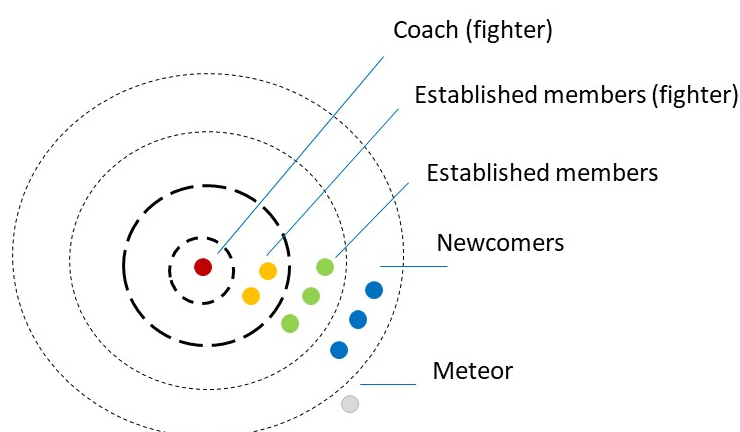 Coach (fighter)
Established members (fighter)
Established members
Newcomers
Meteor